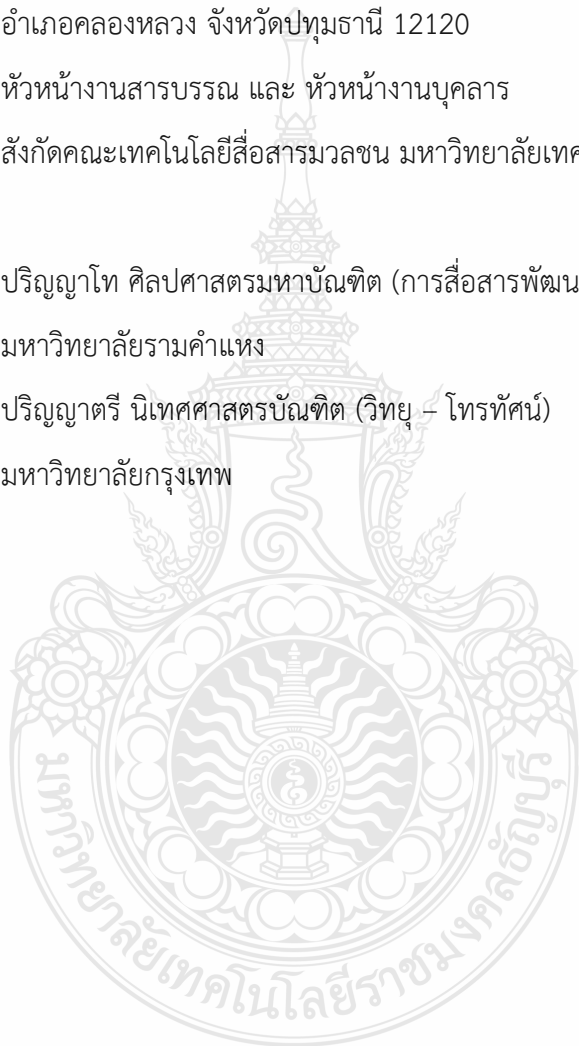 อำเภอคลองหลวง จังหวัดปทุมธานี 12120
หัวหน้างานสารบรรณ และ หัวหน้างานบุคลากร
สังกัดคณะเทคโนโลยีสื่อสารมวลชน มหาวิทยาลัยเทค
ปริญญาโท ศิลปศาสตรมหาบัณฑิต (การสื่อสารพัฒน
มหาวิทยาลัยรามคำแหง
ปริญญาตรี นิเทศศาสตรบัณฑิต (วิทยุ – โทรทัศน์)
มหาวิทยาลัยกรุงเทพ
มหาวิทยาลัยเทคโนโลยีราชมงคลธัญบุรี